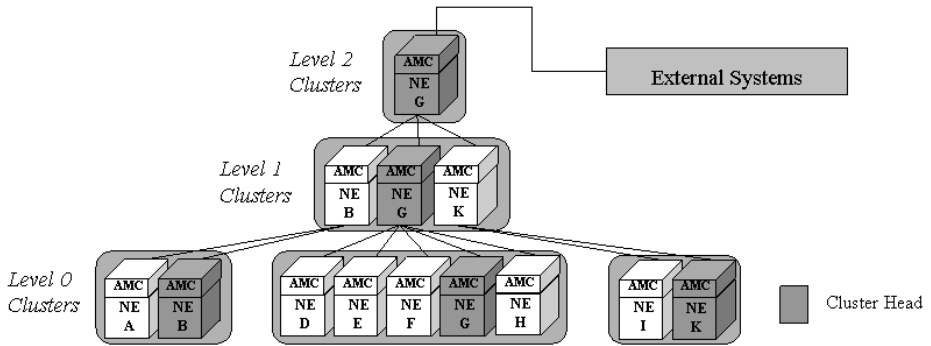 Level 2
Clusters
AMC
NE
G
External Systems
Level 1
Clusters
AMC AMC AMC
NE NE NE
B G K
Level 0
Clusters
AMC AMC AMC AMC AMC AMC AMC AMC AMC
NE NE NE NE NE NE NE NE NE
A B D E F G H I K
Cluster Head